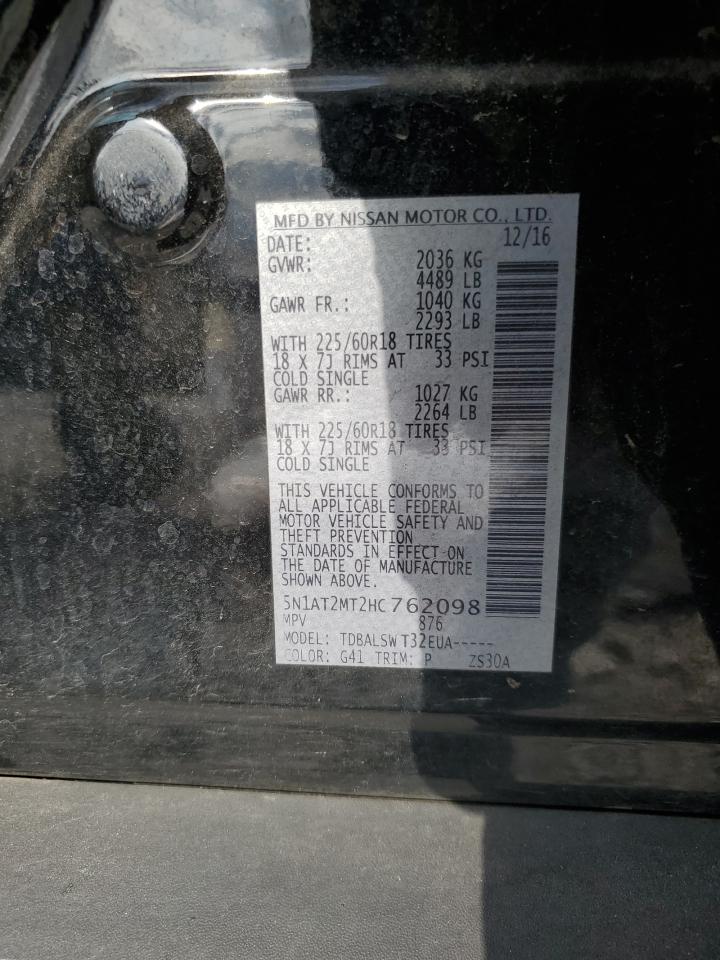 MFD BY NISSAN MOTOR CO., LTD.
DATE: 12/16
GVWR: 2036 KG
4489 LB
GAWR FR.: 1040 KG
2293 LB
WITH 225/60R18 TIRES
18 X 7J RIMS AT 33 PSI
COLD SINGLE
GAWR RR.: 1027 KG
2264 LB
WITH 225/60R18 TIRES
18 X 7J RIMS AT 33 PSI
COLD SINGLE
THIS VEHICLE CONFORMS TO
ALL APPLICABLE FEDERAL
MOTOR VEHICLE SAFETY AND
THEFT PREVENTION
STANDARDS IN EFFECT ON
THE DATE OF MANUFACTURE
SHOWN ABOVE.
5N1AT2MT2HC762098
MPV 876
MODEL: TDBALSW T32EUA-----
COLOR: G41 TRIM: P ZS30A